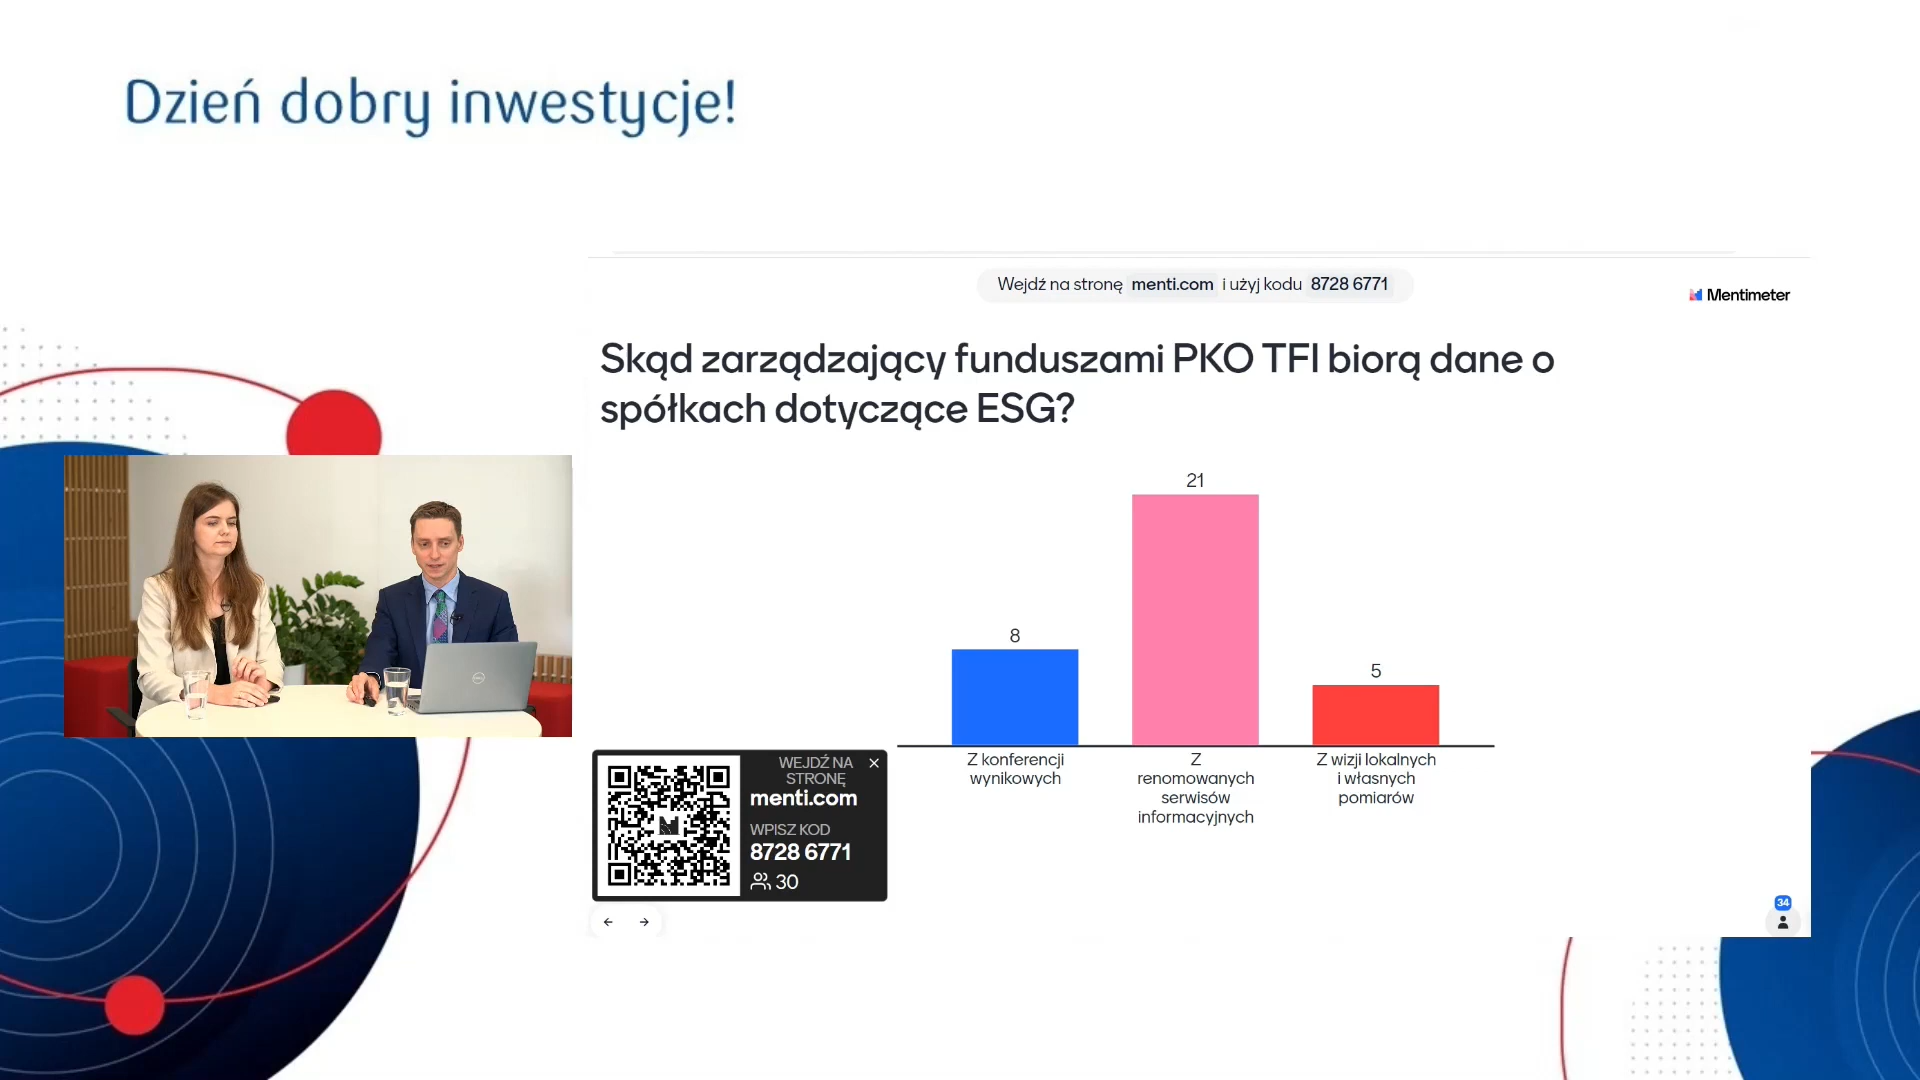 Dzień dobry inwestycje!
Wejdź na stronę menti.com i użyj kodu 8728 6771
Mentimeter
Skąd zarządzający funduszami PKO TFI biorą dane o
spółkach dotyczące ESG?
8
21
5
Z konferencji
wynikowych
Z
renomowanych
serwisów
informacyjnych
Z wizji lokalnych
i własnych
pomiarów
WEJDŹ NA
STRONĘ
menti.com
WPISZ KOD
8728 6771
30
34